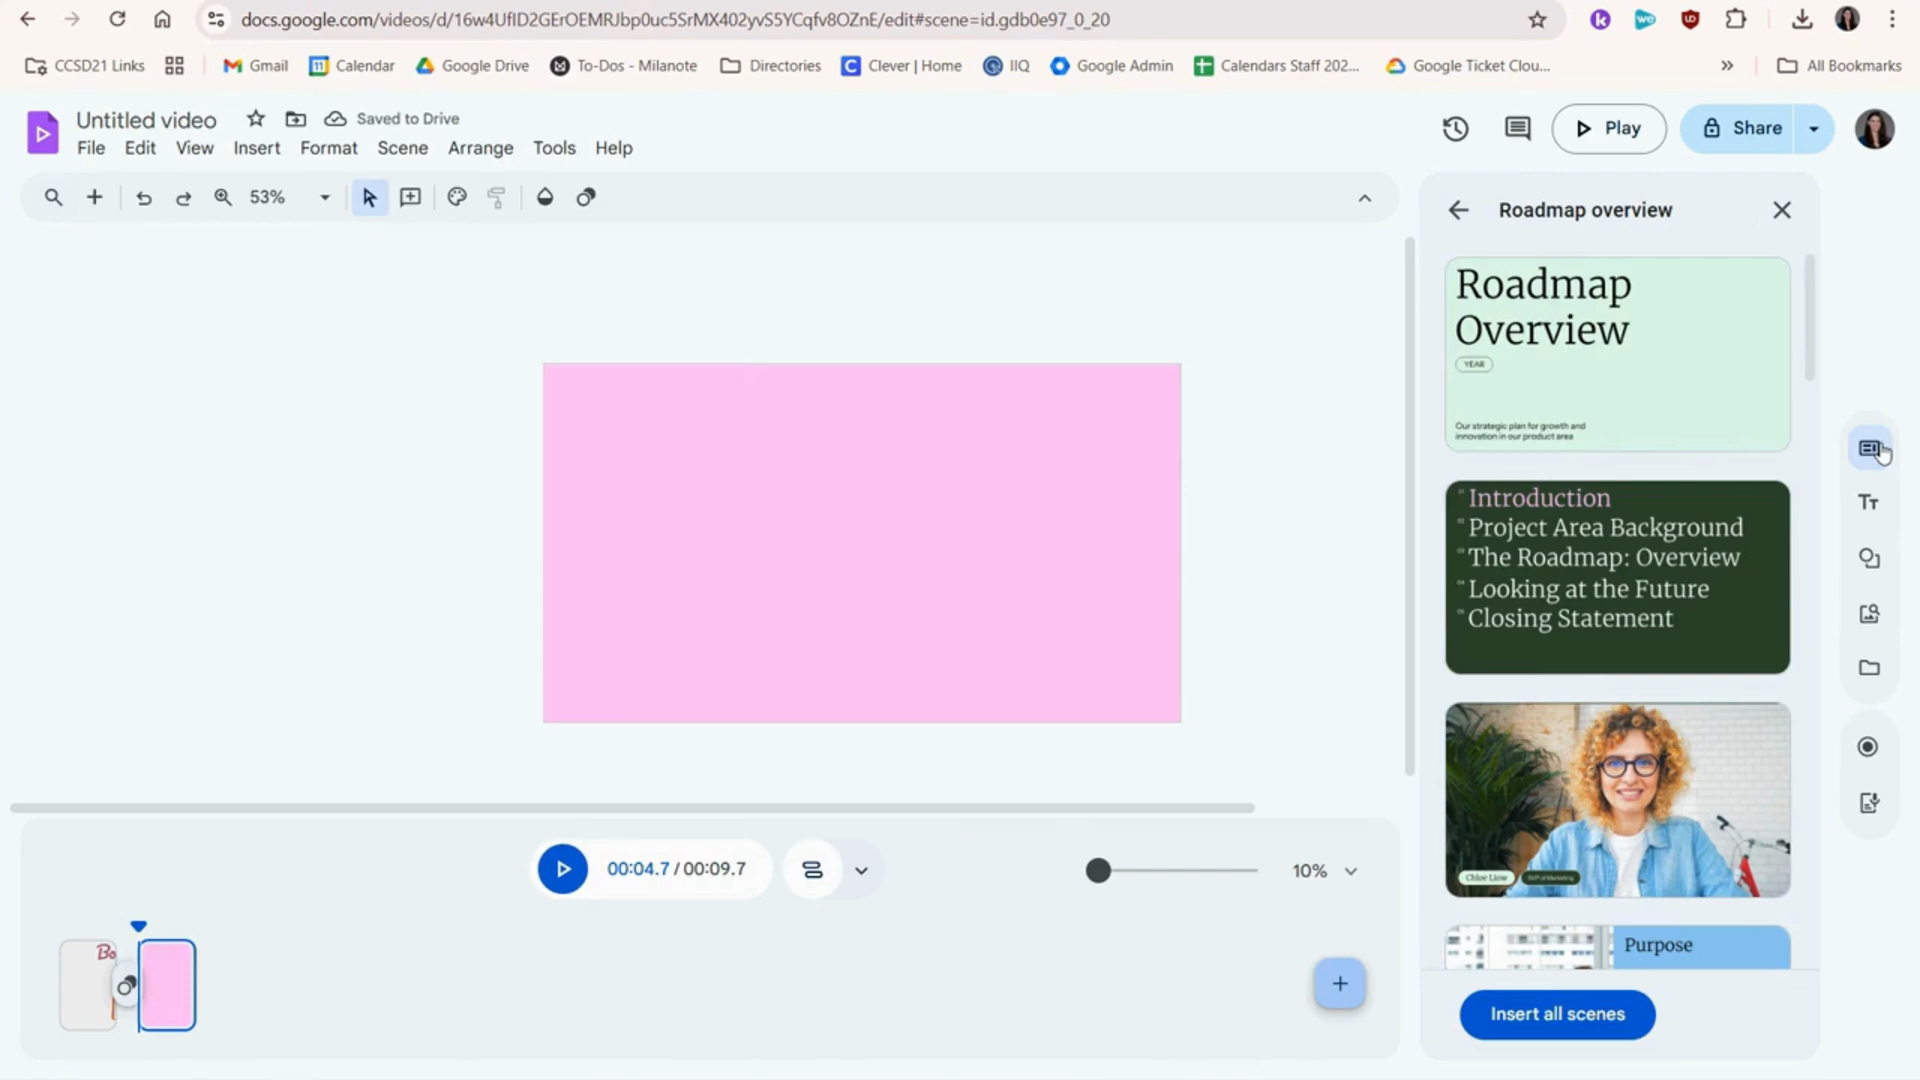 docs.google.com/videos/d/16w4UfID2GErOEMRJbp0uc5SrMX402yvS5YCqfv8OZnE/edit#scene=id.gdb0e97_0_20
CCSD21 Links
Gmail
Calendar
Google Drive
To-Dos - Milanote
Directories
Clever | Home
IIQ
Google Admin
Calendars Staff 202...
Google Ticket Clou...
All Bookmarks
Untitled video
Saved to Drive
File Edit View Insert Format Scene Arrange Tools Help
Play
Share
53%
Roadmap overview
Roadmap
Overview
YEAR
Our strategic plan for growth and
innovation in our product area
Introduction
Project Area Background
The Roadmap: Overview
Looking at the Future
Closing Statement
Chloe Liow
Purpose
00:04.7 / 00:09.7
10%
Bo
Insert all scenes